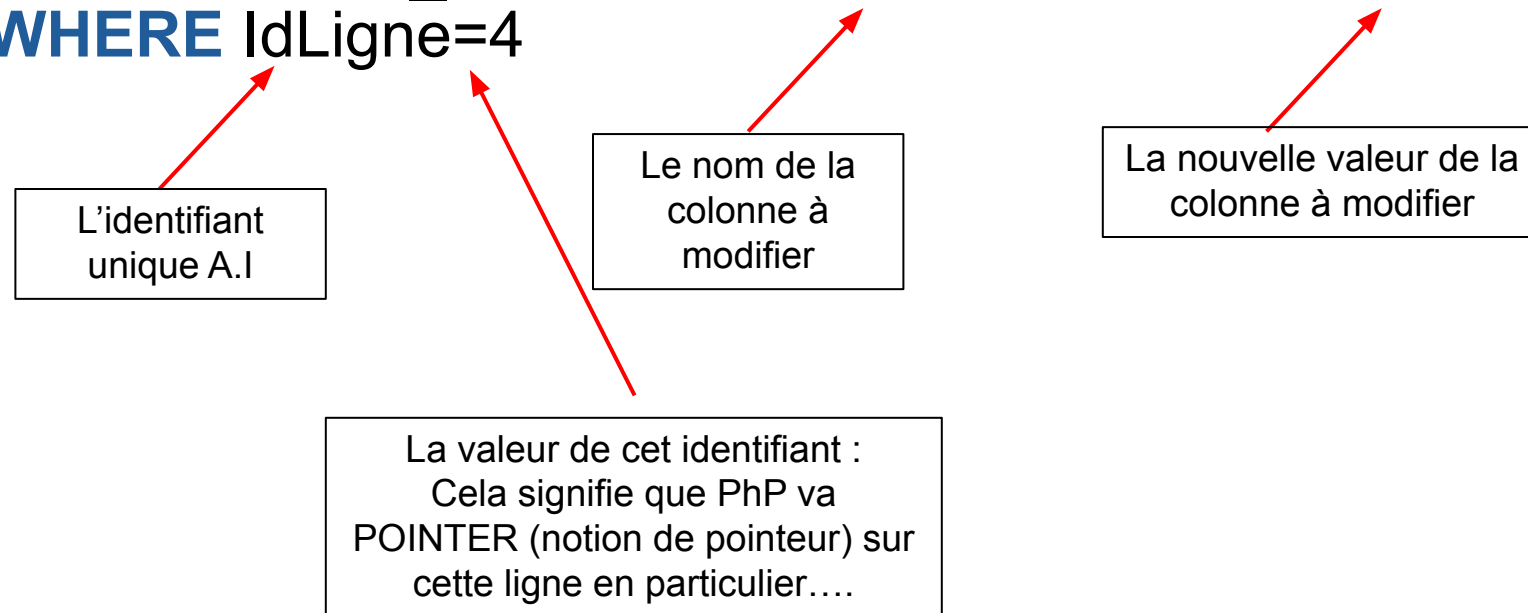 WHERE IdLigne=4
L’identifiant
unique A.I
Le nom de la
colonne à
modifier
La nouvelle valeur de la
colonne à modifier
La valeur de cet identifiant :
Cela signifie que PhP va
POINTER (notion de pointeur) sur
cette ligne en particulier….